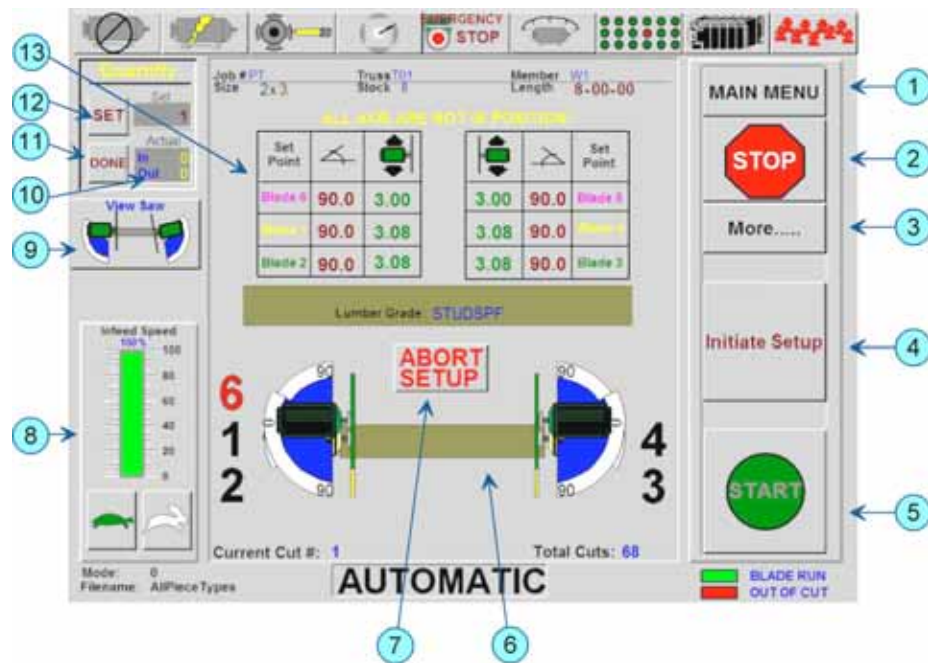 EMERGENCY
STOP
13
12
11
10
9
8
Quantity
Set
SET 1
Actual
DONE In 0
Out 0
View Saw
Infeed Speed
100%
100
80
60
40
20
0
Job # PT Truss T01 Member W1
Size 2x3 Stock 8 Length 8-00-00
ALL AXIS ARE NOT IN POSITION
Set Point
Set Point
Blade 6 90.0 3.00
3.00 90.0 Blade 5
Blade 1 90.0 3.08
3.08 90.0 Blade 4
Blade 2 90.0 3.08
3.08 90.0 Blade 3
Lumber Grade: STUDSPF
ABORT
SETUP
6
1
2
90
90
90
90
4
3
Current Cut #: 1 Total Cuts: 68
Mode: 0
Filename: AllPieceTypes
AUTOMATIC
MAIN MENU
STOP
More.....
Initiate Setup
START
BLADE RUN
OUT OF CUT
1
2
3
4
5
7
6